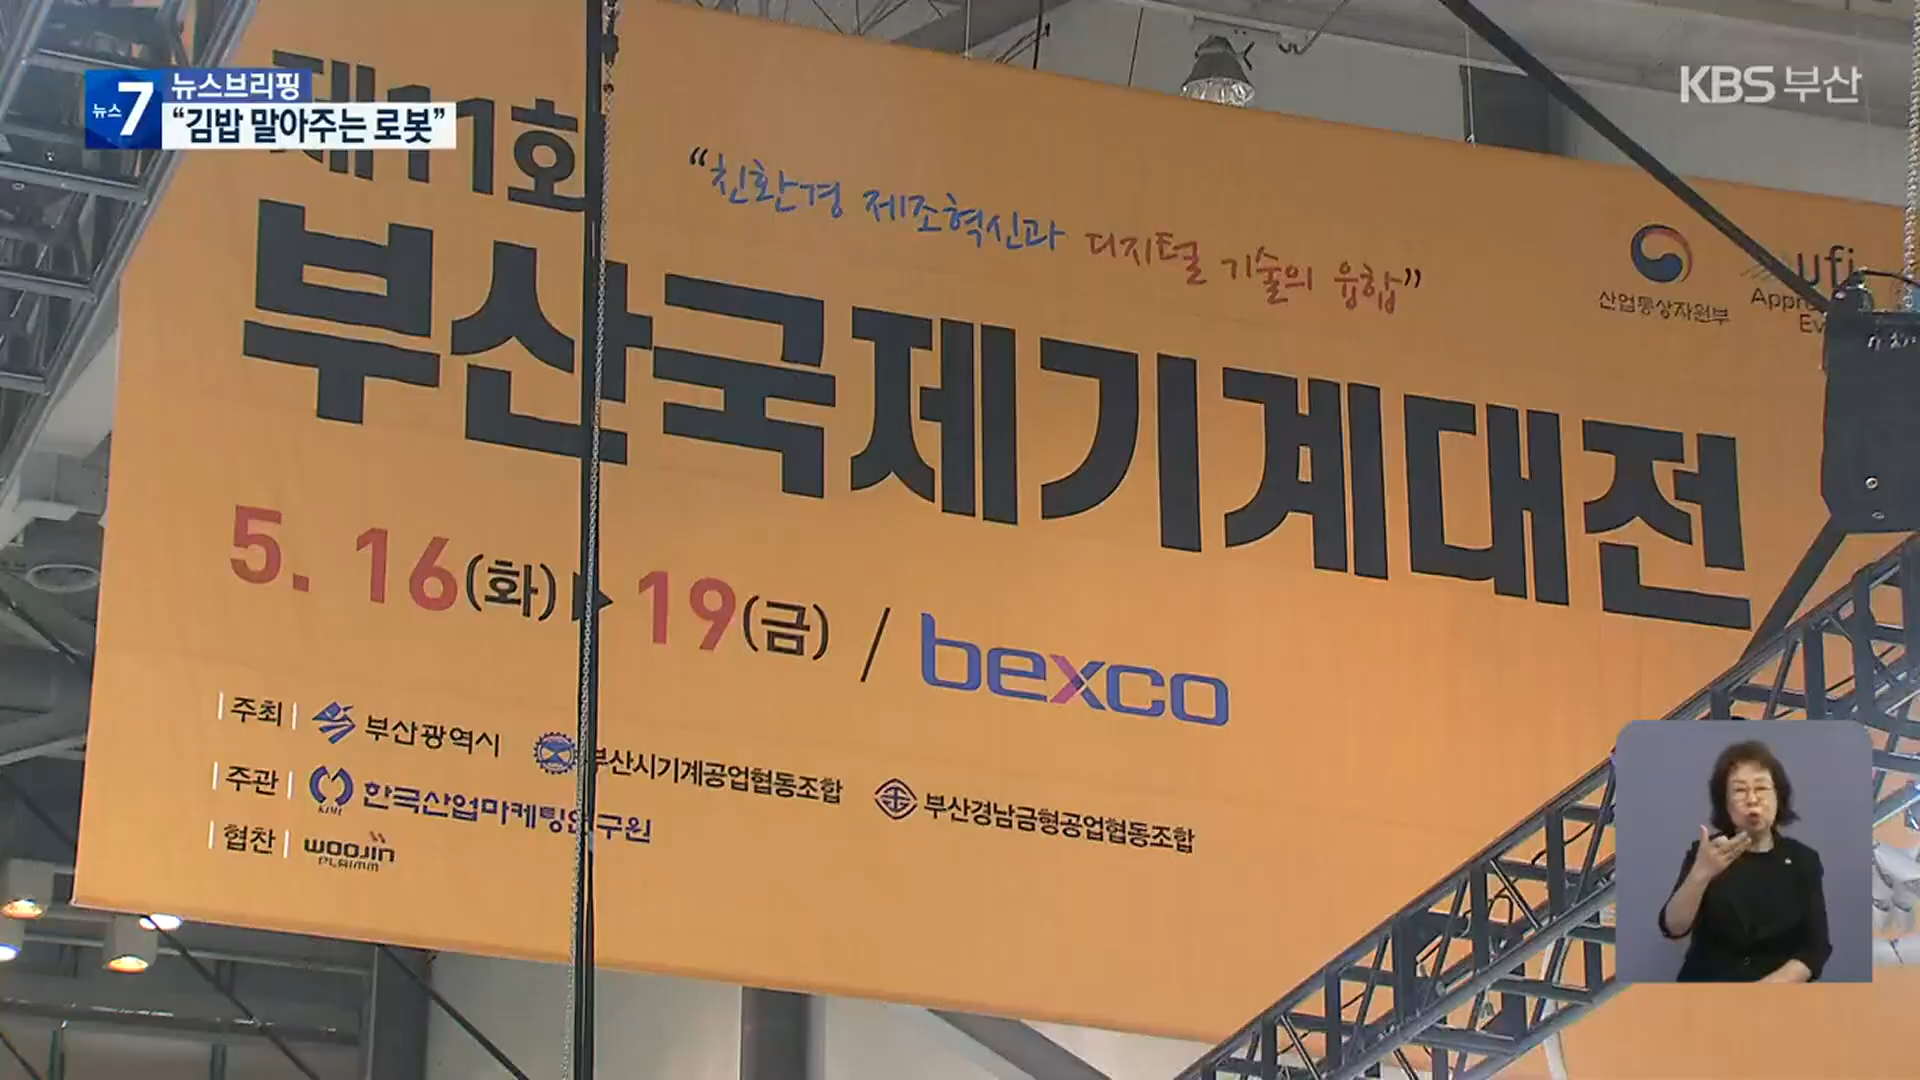 뉴스 7
뉴스브리핑
“김밥 말아주는 로봇”
KBS 부산
제11회
“친환경 제조혁신과 디지털 기술의 융합”
부산국제기계대전
산업통상자원부
ufi
5. 16(화) ▶ 19(금) / bexco
주최 부산광역시 부산시기계공업협동조합 부산경남금형공업협동조합
주관 한국산업마케팅연구원
협찬 WOOJIN PLAIMM